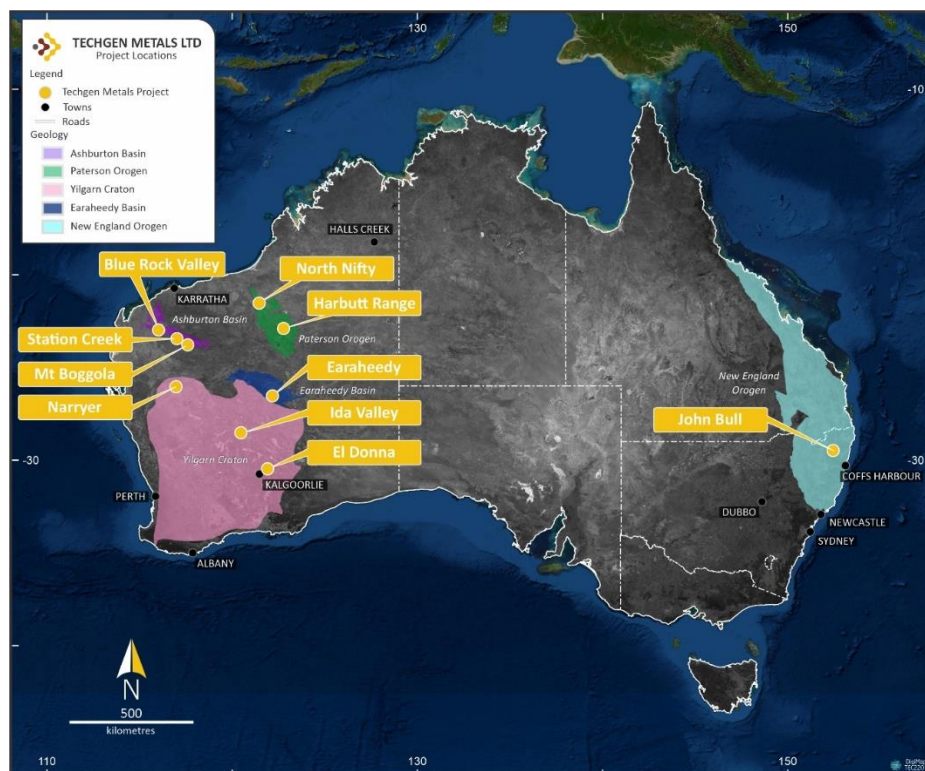 TECHGEN METALS LTD
Project Locations
Legend
Techgen Metals Project
Towns
Roads
Geology
Ashburton Basin
Paterson Orogen
Yilgarn Craton
Earaheedy Basin
New England Orogen
130
150
-10
HALLS CREEK
Blue Rock Valley
North Nifty
KARRATHA
Harbutt Range
Ashburton Basin
Station Creek
Paterson Orogen
Mt Boggola
Earaheedy
New England
Orogen
Narryer
Earaheedy Basin
Ida Valley
John Bull
El Donna
Yilgarn Craton
-30
-30
KALGOORLIE
COFFS HARBOUR
PERTH
DUBBO
NEWCASTLE
SYDNEY
ALBANY
N
500
kilometres
110
130
150
DigiMap